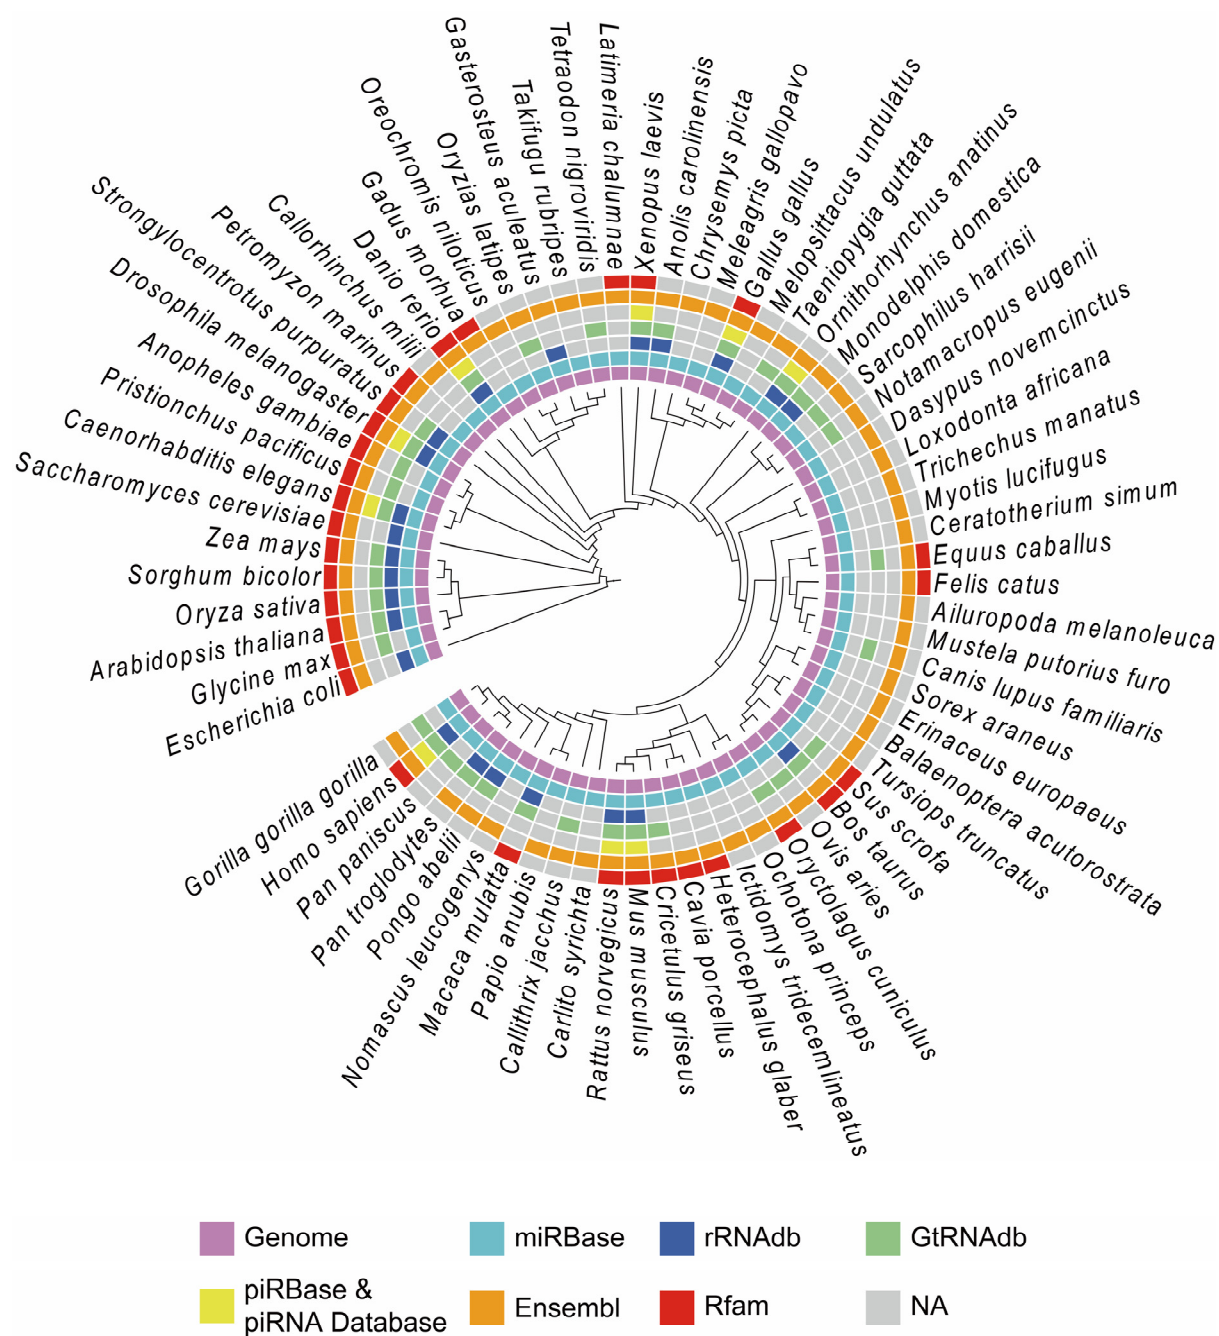 Escherichia coli
Glycine max
Arabidopsis thaliana
Oryza sativa
Sorghum bicolor
Zea mays
Saccharomyces cerevisiae
Caenorhabditis elegans
Pristionchus pacificus
Anopheles gambiae
Drosophila melanogaster
Strongylocentrotus purpuratus
Petromyzon marinus
Callorhinchus milii
Danio rerio
Gadus morhua
Oreochromis niloticus
Oryzias latipes
Gasterosteus aculeatus
Takifugu rubripes
Tetraodon nigroviridis
Latimeria chalumnae
Xenopus laevis
Anolis carolinensis
Chrysemys picta
Meleagris gallopavo
Gallus gallus
Melopsittacus undulatus
Taeniopygia guttata
Ornithorhynchus anatinus
Monodelphis domestica
Sarcophilus harrisii
Notamacropus eugenii
Dasypus novemcinctus
Loxodonta africana
Trichechus manatus
Myotis lucifugus
Ceratotherium simum
Equus caballus
Felis catus
Ailuropoda melanoleuca
Mustela putorius furo
Canis lupus familiaris
Sorex araneus
Erinaceus europaeus
Balaenoptera acutorostrata
Tursiops truncatus
Sus scrofa
Bos taurus
Ovis aries
Oryctolagus cuniculus
Ochotona princeps
Ictidomys tridecemlineatus
Heterocephalus glaber
Cavia porcellus
Cricetulus griseus
Mus musculus
Rattus norvegicus
Carlito syrichta
Callithrix jacchus
Papio anubis
Macaca mulatta
Nomascus leucogenys
Pongo abelii
Pan troglodytes
Pan paniscus
Homo sapiens
Gorilla gorilla gorilla
Genome
miRBase
rRNAdb
GtRNAdb
piRBase &
piRNA Database
Ensembl
Rfam
NA